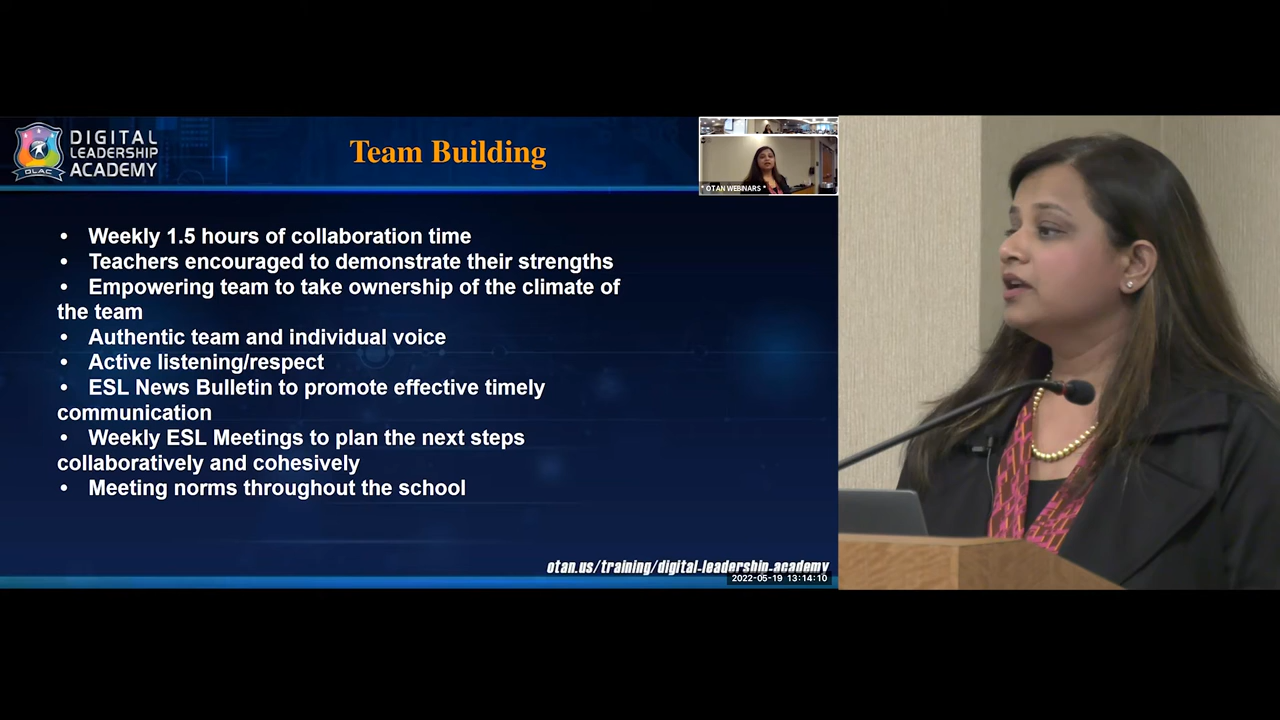 DIGITAL
LEADERSHIP
ACADEMY
DLAC
Team Building
* OTAN WEBINARS *
• Weekly 1.5 hours of collaboration time
• Teachers encouraged to demonstrate their strengths
• Empowering team to take ownership of the climate of
the team
• Authentic team and individual voice
• Active listening/respect
• ESL News Bulletin to promote effective timely
communication
• Weekly ESL Meetings to plan the next steps
collaboratively and cohesively
• Meeting norms throughout the school
otan.us/training/digital-leadership-academy
2022-05-19 13:14:10